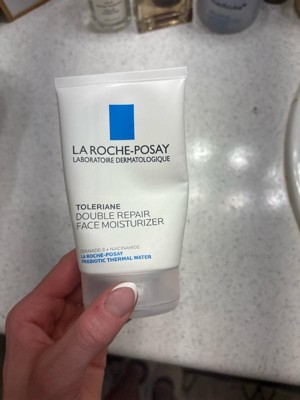 LA ROCHE-POSAY
LABORATOIRE DERMATOLOGIQUE
TOLERIANE
DOUBLE REPAIR
FACE MOISTURIZER
CERAMIDE-3 + NIACINAMIDE
LA ROCHE-POSAY
PREBIOTIC THERMAL WATER